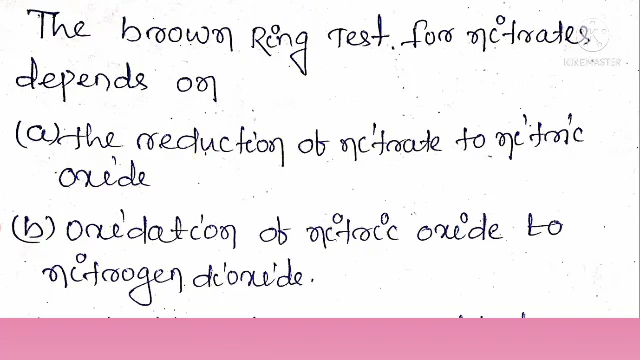 The brown Ring Test. for nitrates
KINEMASTER
depends on
(a) the reduction of nitrate to nitric
oxide
(b) oxidation of nitric oxide to
nitrogen dioxide.